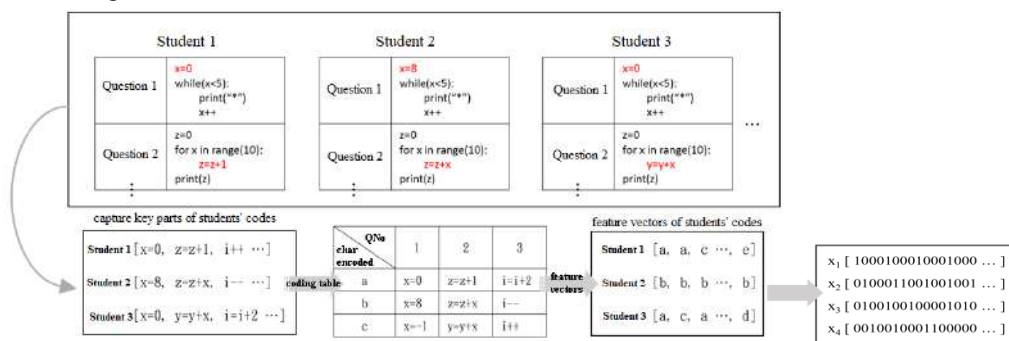 Student 1
Student 2
Student 3
Question 1
x=0
while(x<5):
print("*")
x++
Question 1
x=8
while(x<5):
print("*")
x++
Question 1
x=0
while(x<5):
print("*")
x++
Question 2
z=0
for x in range(10):
z=z+1
print(z)
Question 2
z=0
for x in range(10):
z=z+x
print(z)
Question 2
z=0
for x in range(10):
y=y+x
print(z)
...
capture key parts of students' codes
Student 1 [x=0, z=z+1, i++ ...]
Student 2 [x=8, z=z+x, i-- ...]
Student 3 [x=0, y=y+x, i=i+2 ...]
coding table
QNo
char
encoded
1 2 3
a x=0 z=z+1 i=i+2
b x=8 z=z+x i--
c x=-1 y=y+x i++
feature
vectors
feature vectors of students' codes
Student 1 [a, a, c ..., e]
Student 2 [b, b, b ..., b]
Student 3 [a, c, a ..., d]
x₁ [ 1000100010001000 ... ]
x₂ [ 0100011001001001 ... ]
x₃ [ 0100100100001010 ... ]
x₄ [ 0010010001100000 ... ]